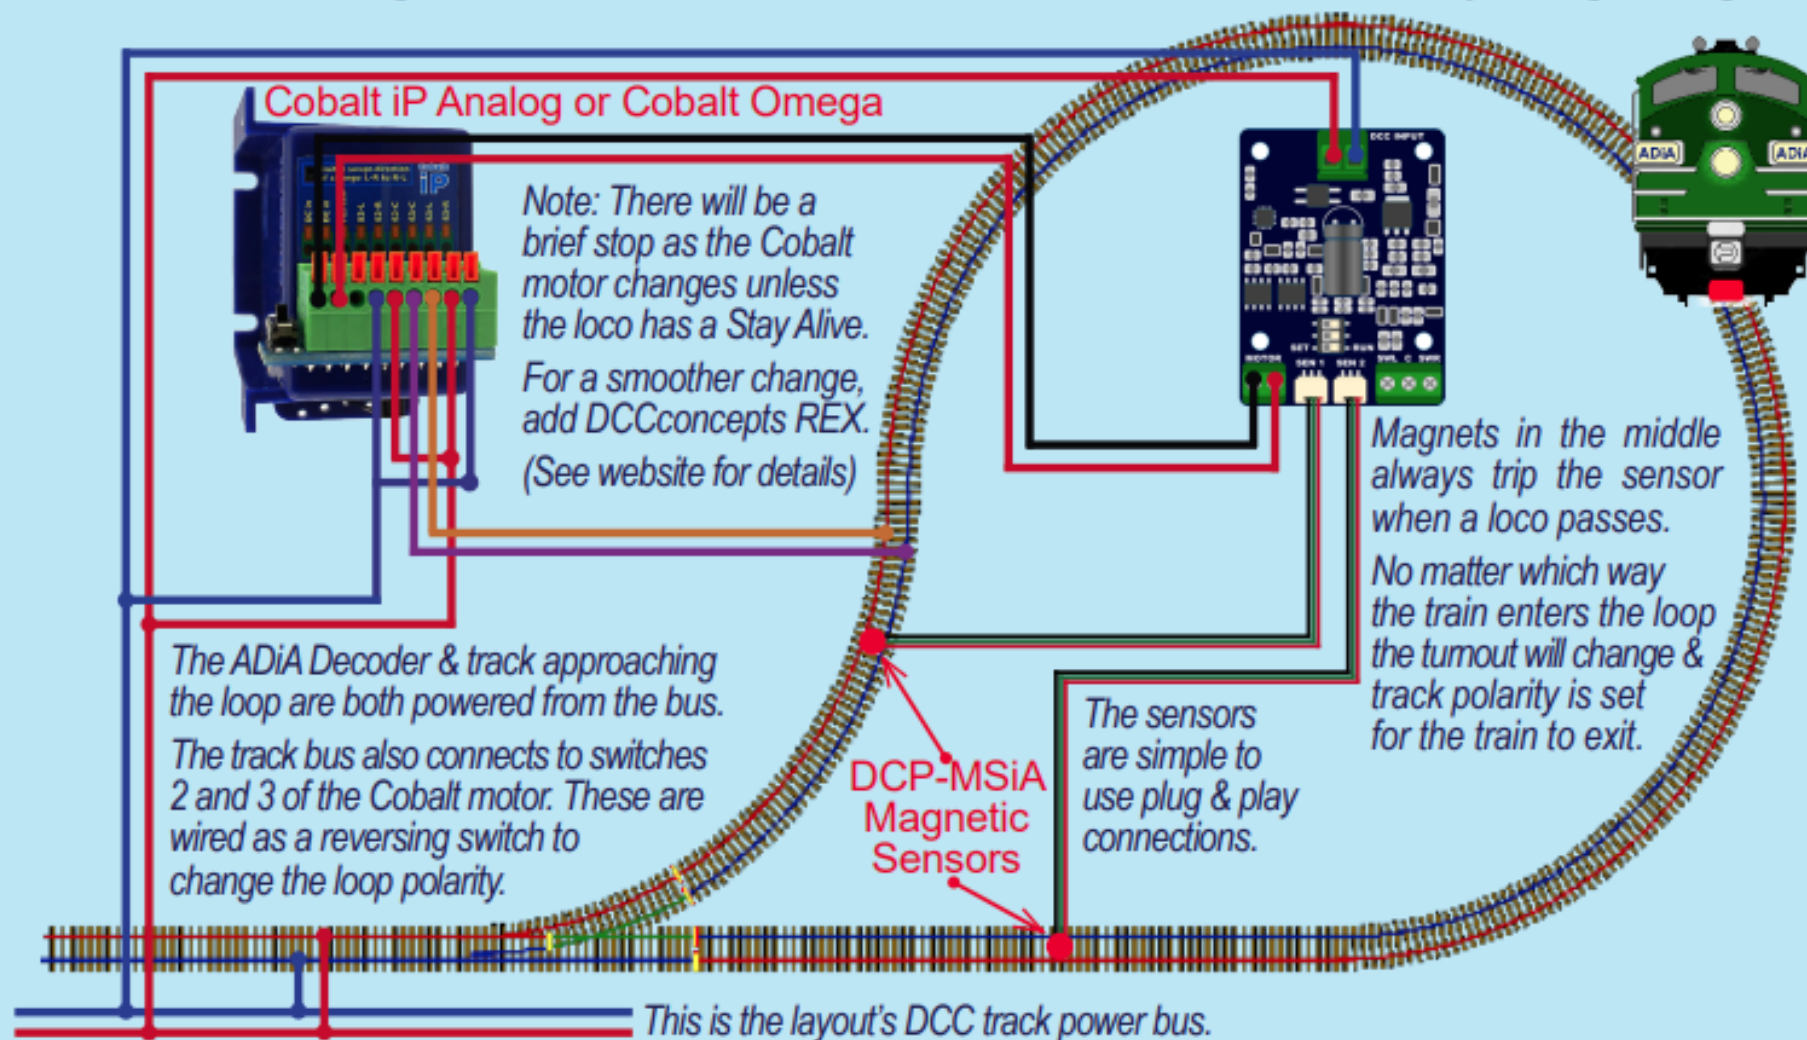 Cobalt iP Analog or Cobalt Omega
DCC INPUT
ADiA
iP
Note: There will be a
brief stop as the Cobalt
motor changes unless
the loco has a Stay Alive.
For a smoother change,
add DCCconcepts REX.
(See website for details)
SET
RUN
MOTOR
SEN 1
SEN 2
SWL C SWR
Magnets in the middle
always trip the sensor
when a loco passes.
No matter which way
the train enters the loop
the turnout will change &
track polarity is set
for the train to exit.
The ADiA Decoder & track approaching
the loop are both powered from the bus.
The track bus also connects to switches
2 and 3 of the Cobalt motor. These are
wired as a reversing switch to
change the loop polarity.
The sensors
are simple to
use plug & play
connections.
DCP-MSiA
Magnetic
Sensors
This is the layout's DCC track power bus.